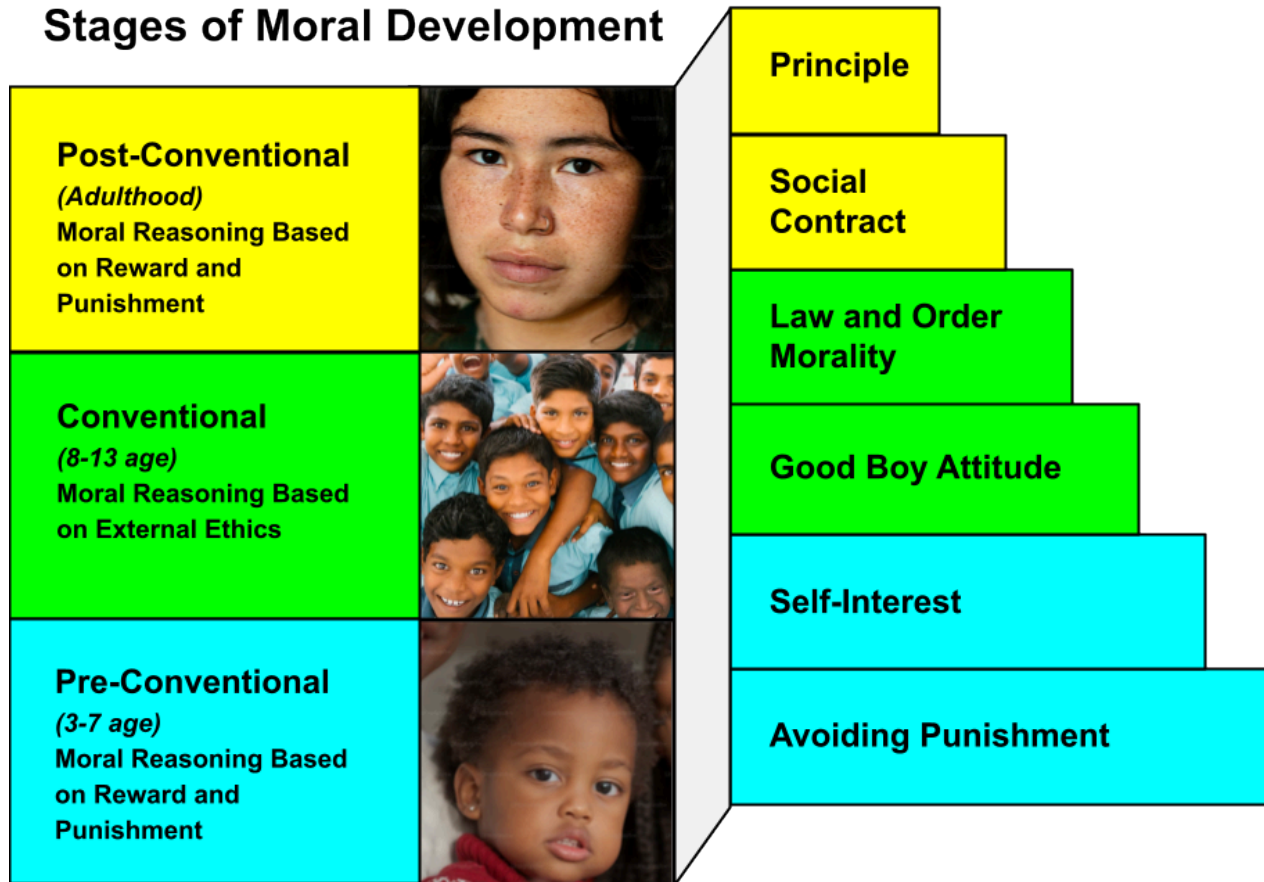 Stages of Moral Development
Post-Conventional
(Adulthood)
Moral Reasoning Based
on Reward and
Punishment
Conventional
(8-13 age)
Moral Reasoning Based
on External Ethics
Pre-Conventional
(3-7 age)
Moral Reasoning Based
on Reward and
Punishment
Principle
Social
Contract
Law and Order
Morality
Good Boy Attitude
Self-Interest
Avoiding Punishment